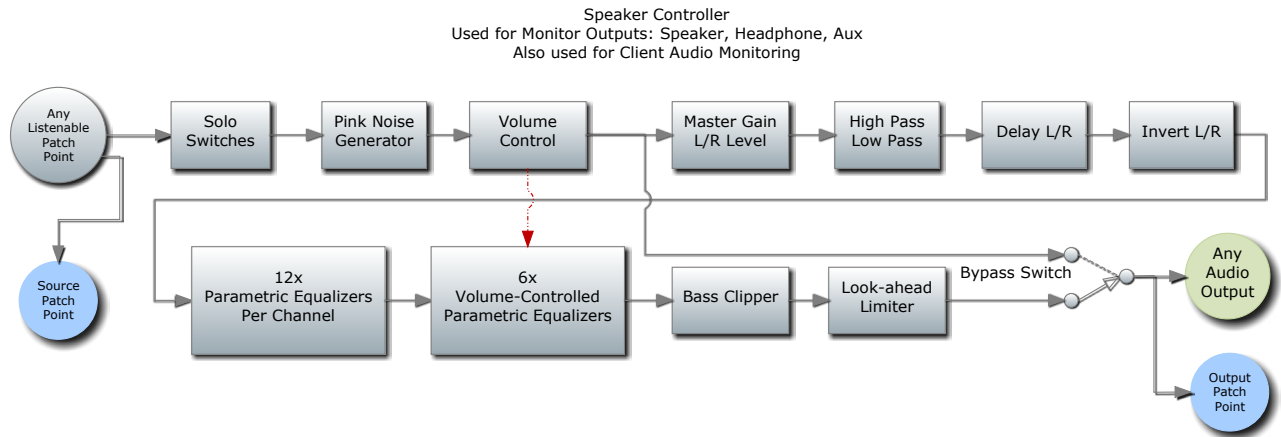 Speaker Controller
Used for Monitor Outputs: Speaker, Headphone, Aux
Also used for Client Audio Monitoring
Any
Listenable
Patch
Point
Solo
Switches
Pink Noise
Generator
Volume
Control
Master Gain
L/R Level
High Pass
Low Pass
Delay L/R
Invert L/R
Source
Patch
Point
12x
Parametric Equalizers
Per Channel
6x
Volume-Controlled
Parametric Equalizers
Bass Clipper
Look-ahead
Limiter
Bypass Switch
Any
Audio
Output
Output
Patch
Point